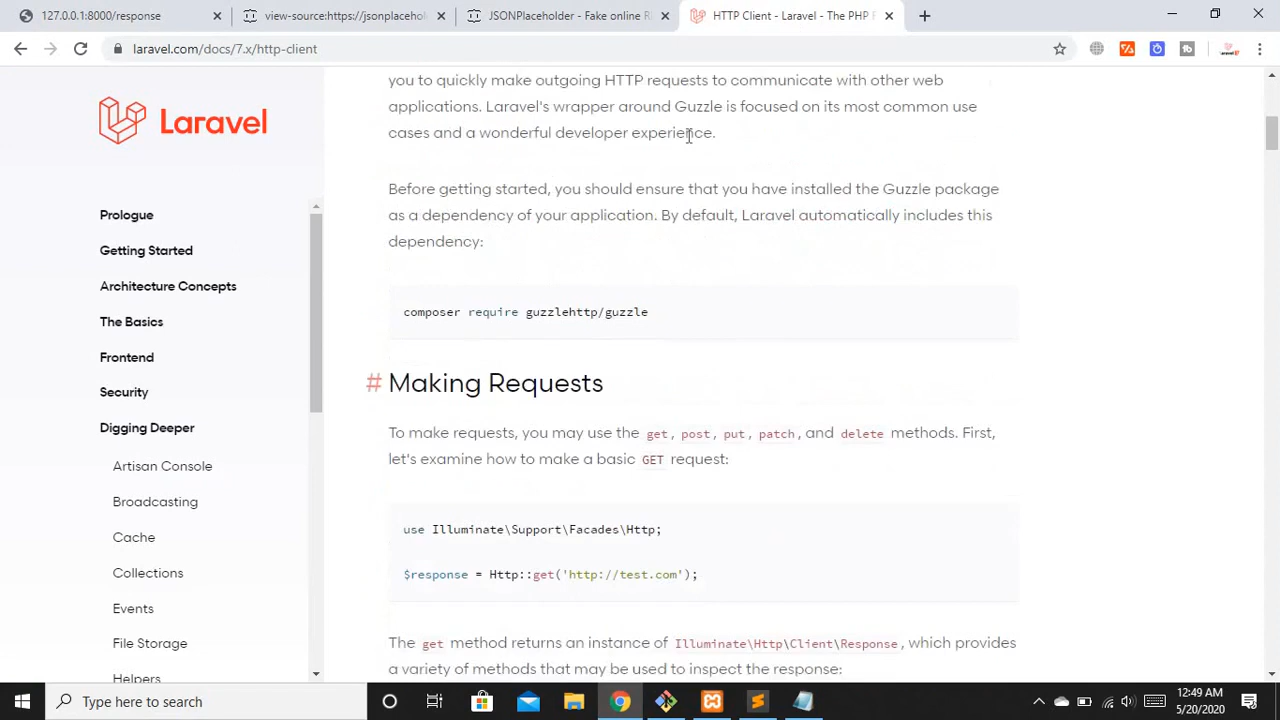 127.0.0.1:8000/response
view-source:https://jsonplacehol
JSONPlaceholder - Fake online R
HTTP Client - Laravel - The PHP F
laravel.com/docs/7.x/http-client
Laravel
Prologue
Getting Started
Architecture Concepts
The Basics
Frontend
Security
Digging Deeper
Artisan Console
Broadcasting
Cache
Collections
Events
File Storage
Helpers
you to quickly make outgoing HTTP requests to communicate with other web
applications. Laravel's wrapper around Guzzle is focused on its most common use
cases and a wonderful developer experience.
Before getting started, you should ensure that you have installed the Guzzle package
as a dependency of your application. By default, Laravel automatically includes this
dependency:
composer require guzzlehttp/guzzle
# Making Requests
To make requests, you may use the get, post, put, patch, and delete methods. First,
let's examine how to make a basic GET request:
use Illuminate\Support\Facades\Http;
$response = Http::get('http://test.com');
The get method returns an instance of Illuminate\Http\Client\Response, which provides
a variety of methods that may be used to inspect the response:
Type here to search
12:49 AM
5/20/2020